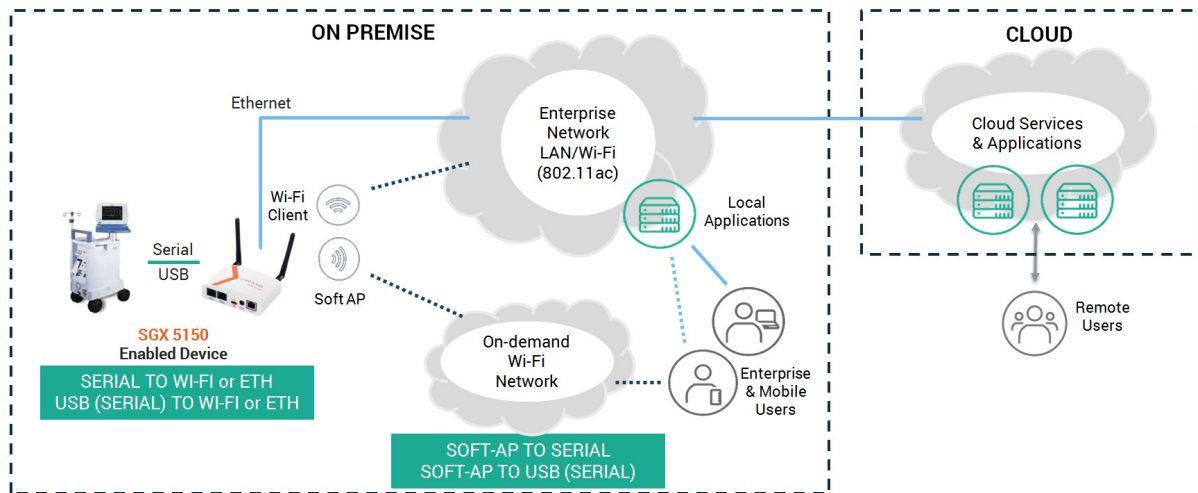 ON PREMISE
CLOUD
Ethernet
Enterprise
Network
LAN/Wi-Fi
(802.11ac)
Cloud Services
& Applications
Wi-Fi
Client
Local
Applications
Serial
USB
Soft AP
Remote
Users
SGX 5150
Enabled Device
On-demand
Wi-Fi
Network
Enterprise
& Mobile
Users
SERIAL TO WI-FI or ETH
USB (SERIAL) TO WI-FI or ETH
SOFT-AP TO SERIAL
SOFT-AP TO USB (SERIAL)